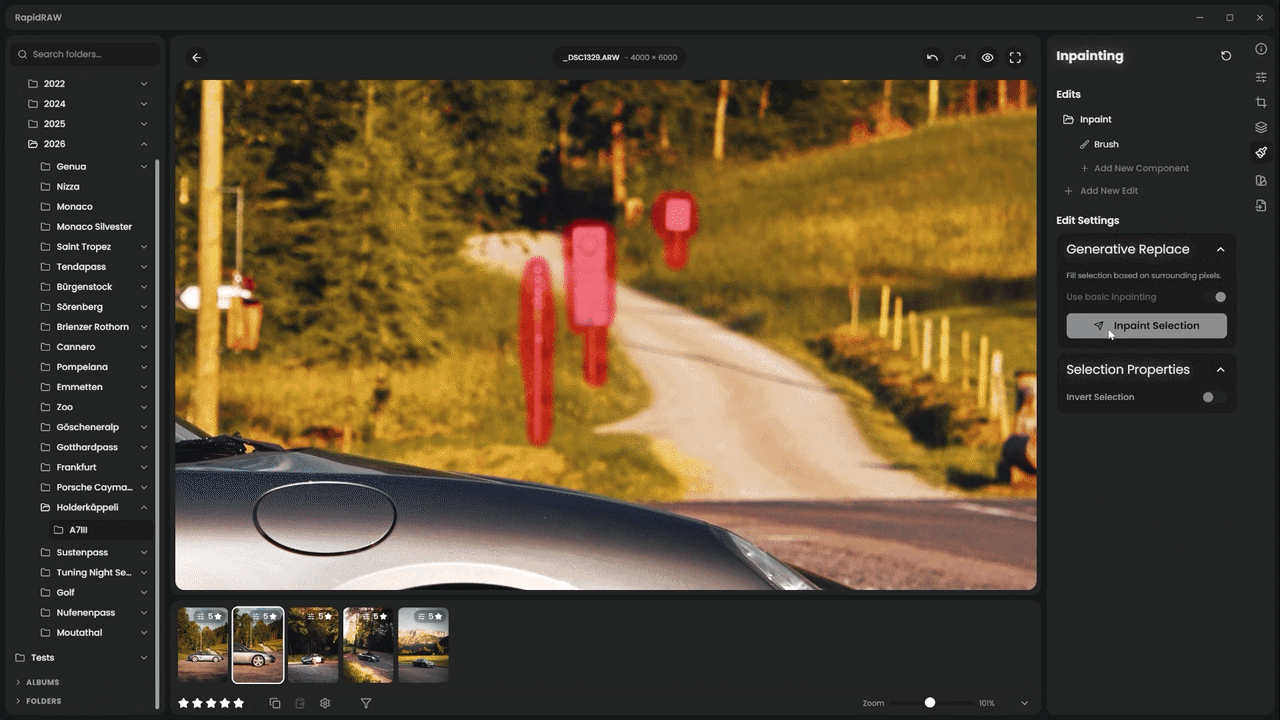 RapidRAW
Search folders...
2022
2024
2025
2026
Genua
Nizza
Monaco
Monaco Silvester
Saint Tropez
Tendapass
Bürgenstock
Sörenberg
Brienzer Rothorn
Cannero
Pompeiana
Emmetten
Zoo
Göscheneralp
Gotthardpass
Frankfurt
Porsche Cayma...
Holderkäppeli
A7III
Sustenpass
Tuning Night Se...
Golf
Nufenenpass
Moutathal
Tests
ALBUMS
FOLDERS
_DSC1329.ARW - 4000 × 6000
5 5 5 5 5
Zoom 101%
Inpainting
Edits
Inpaint
Brush
Add New Component
Add New Edit
Edit Settings
Generative Replace
Fill selection based on surrounding pixels.
Use basic inpainting
Inpaint Selection
Selection Properties
Invert Selection